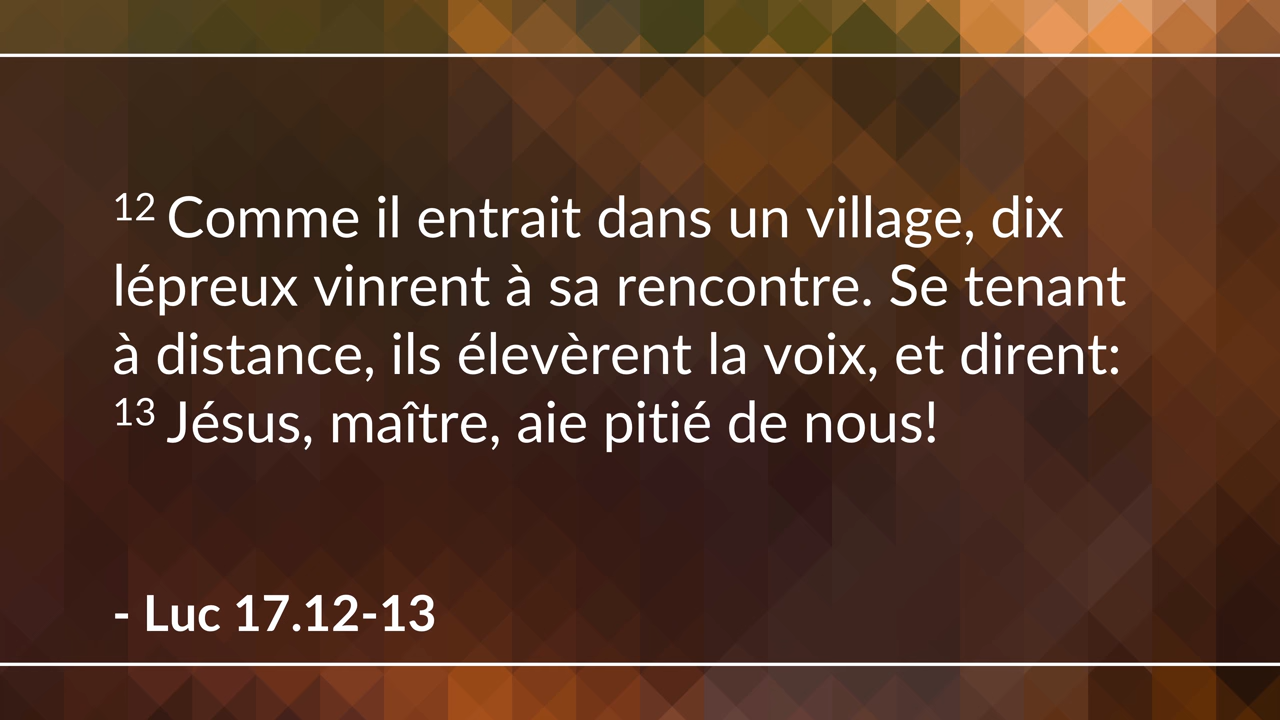 12 Comme il entrait dans un village, dix
lépreux vinrent à sa rencontre. Se tenant
à distance, ils élevèrent la voix, et dirent:
13 Jésus, maître, aie pitié de nous!
- Luc 17.12-13